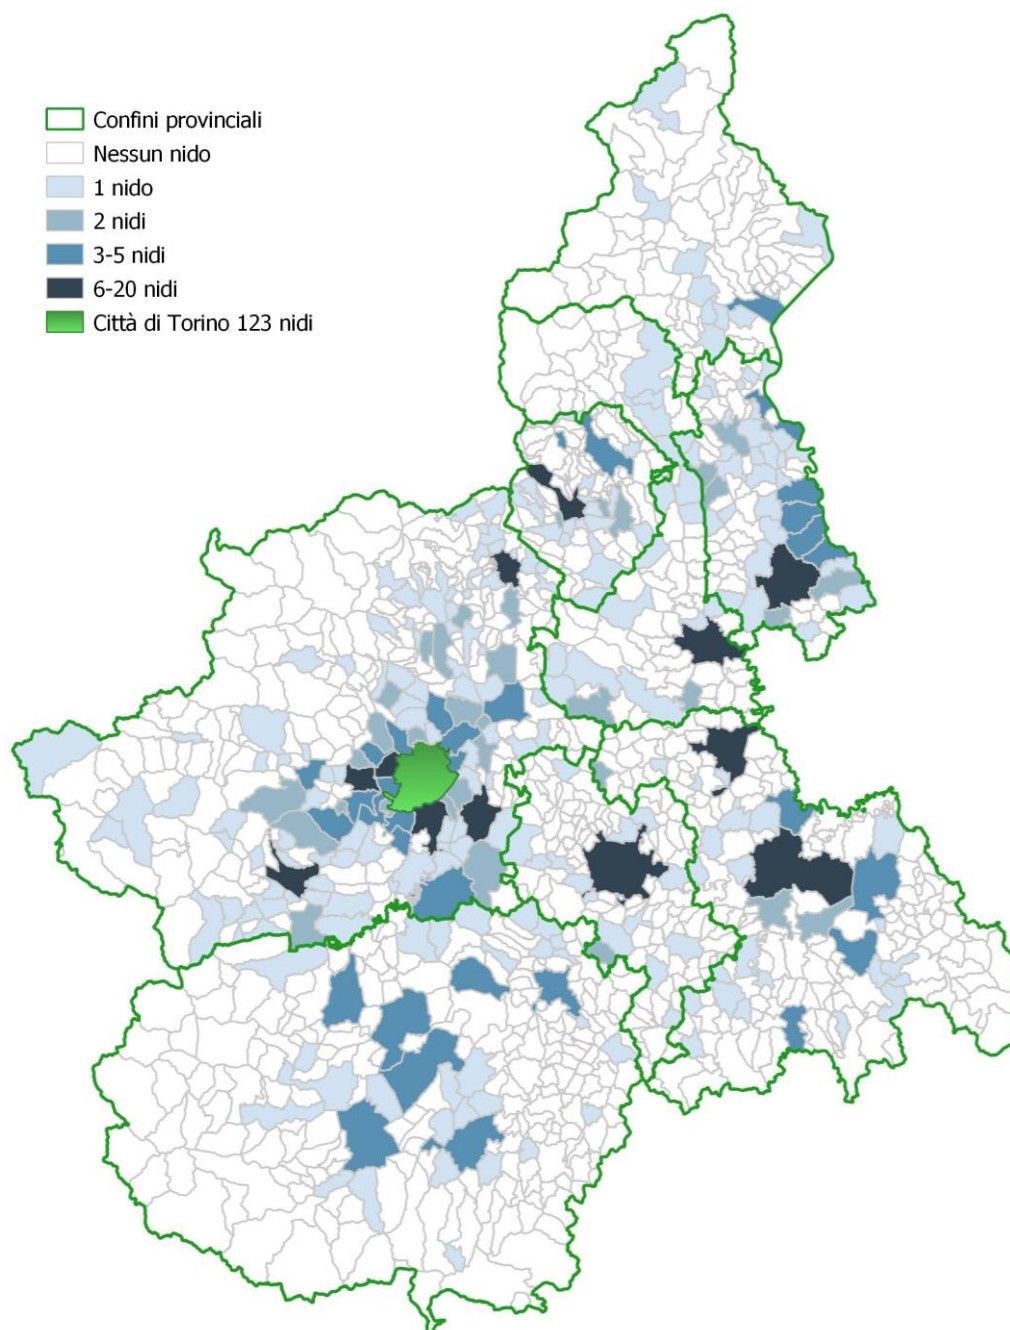 Confini provinciali
Nessun nido
1 nido
2 nidi
3-5 nidi
6-20 nidi
Città di Torino 123 nidi